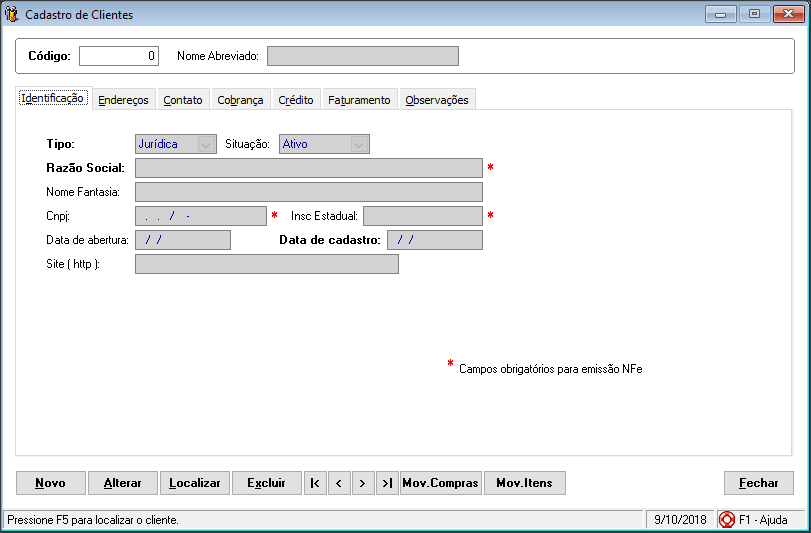 Cadastro de Clientes
Código: 0 Nome Abreviado:
Identificação Endereços Contato Cobrança Crédito Faturamento Observações
Tipo: Jurídica Situação: Ativo
Razão Social: *
Nome Fantasia:
Cnpj: . . / - * Insc Estadual: *
Data de abertura: / / Data de cadastro: / /
Site ( http ):
* Campos obrigatórios para emissão NFe
Novo Alterar Localizar Excluir |< < > >| Mov.Compras Mov.Itens Fechar
Pressione F5 para localizar o cliente. 9/10/2018 F1 - Ajuda